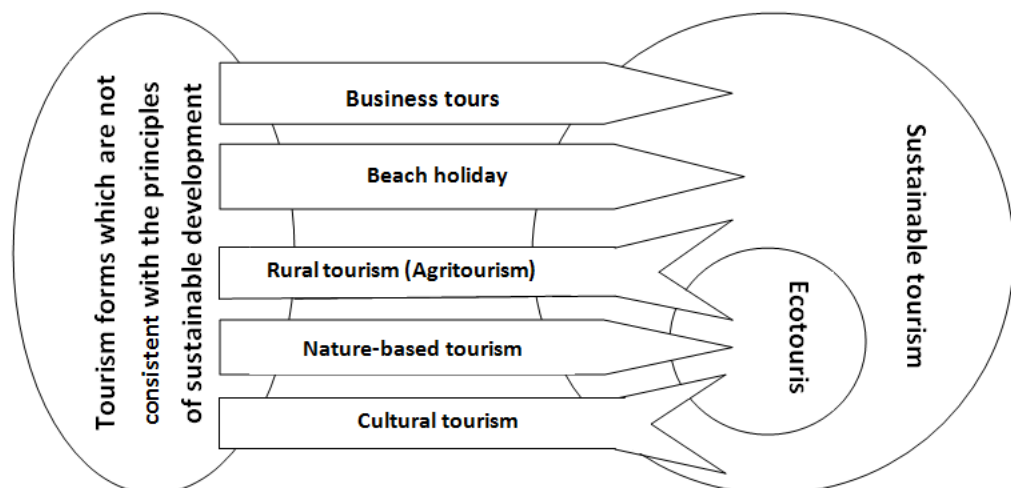 Tourism forms which are not
consistent with the principles
of sustainable development
Business tours
Beach holiday
Rural tourism (Agritourism)
Nature-based tourism
Cultural tourism
Ecotouris
Sustainable tourism